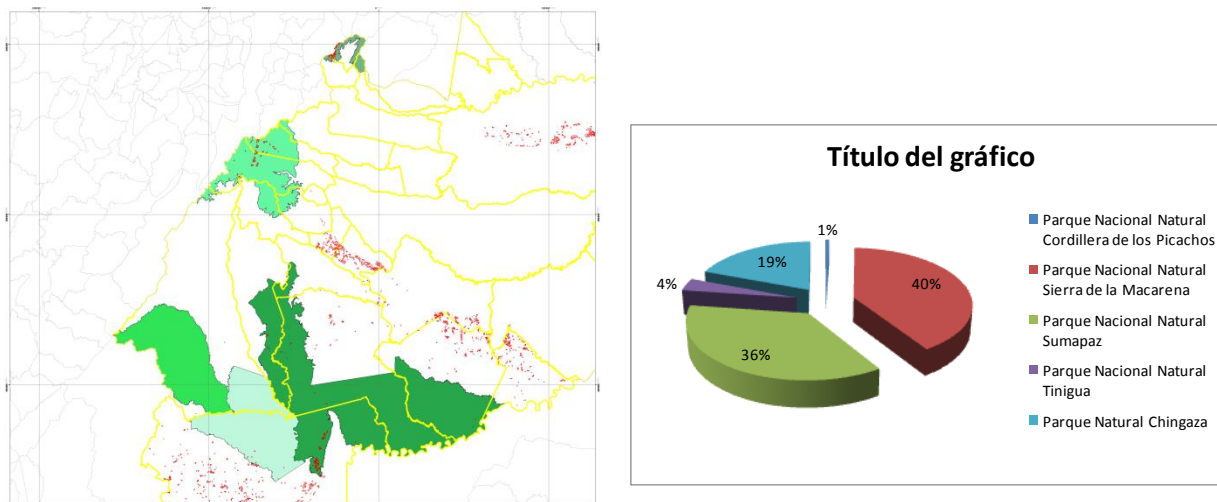 Título del gráfico
1%
40%
36%
4%
19%
Parque Nacional Natural
Cordillera de los Picachos
Parque Nacional Natural
Sierra de la Macarena
Parque Nacional Natural
Sumapaz
Parque Nacional Natural
Tinigua
Parque Natural Chingaza